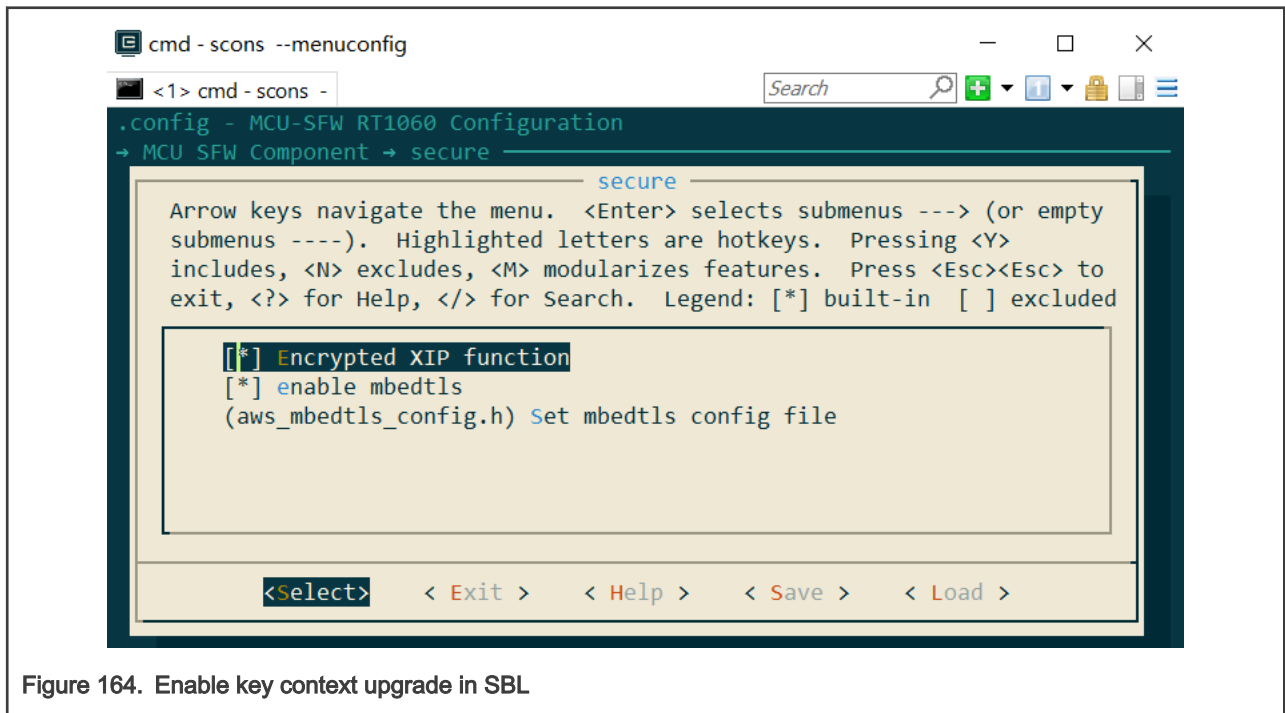 cmd - scons --menuconfig
<1> cmd - scons -
Search
.config - MCU-SFW RT1060 Configuration
→ MCU SFW Component → secure
secure
Arrow keys navigate the menu. <Enter> selects submenus ---> (or empty
submenus ----). Highlighted letters are hotkeys. Pressing <Y>
includes, <N> excludes, <M> modularizes features. Press <Esc><Esc> to
exit, <?> for Help, </> for Search. Legend: [*] built-in [ ] excluded
[*] Encrypted XIP function
[*] enable mbedtls
(aws_mbedtls_config.h) Set mbedtls config file
<Select> < Exit > < Help > < Save > < Load >
Figure 164. Enable key context upgrade in SBL